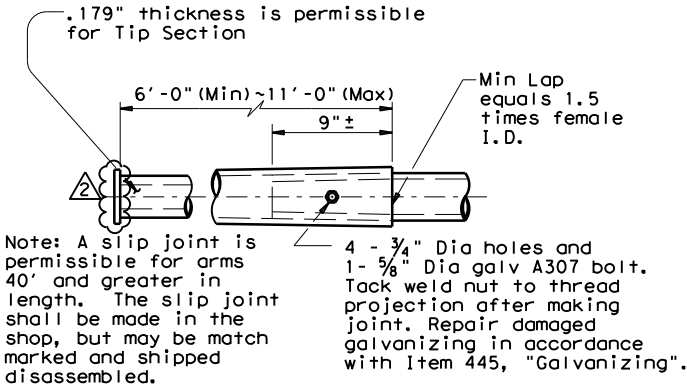 .179" thickness is permissible
for Tip Section
6'-0"(Min)~11'-0"(Max)
9"±
Min Lap
equals 1.5
times female
I.D.
2
Note: A slip joint is
permissible for arms
40' and greater in
length. The slip joint
shall be made in the
shop, but may be match
marked and shipped
disassembled.
4 - 3/4" Dia holes and
1- 5/8" Dia galv A307 bolt.
Tack weld nut to thread
projection after making
joint. Repair damaged
galvanizing in accordance
with Item 445, "Galvanizing".